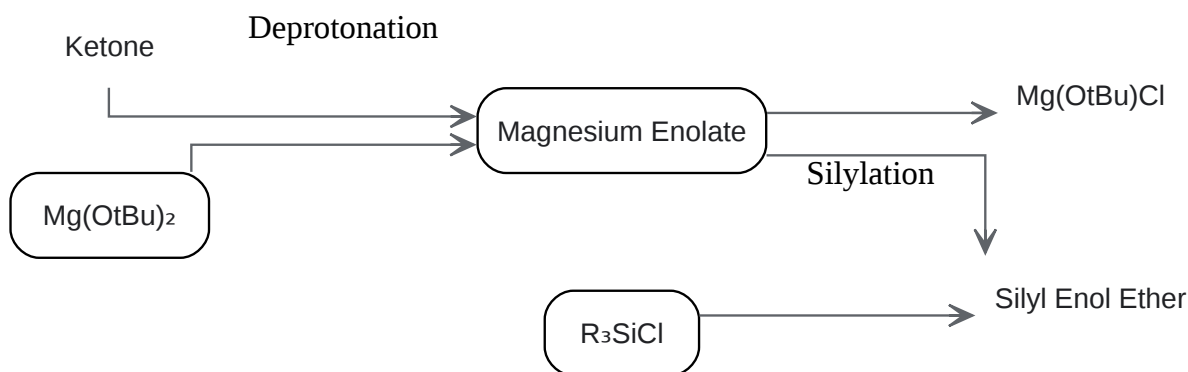 Deprotonation
Ketone
Mg(OtBu)Cl
Magnesium Enolate
Silylation
Mg(OtBu)₂
Silyl Enol Ether
R₃SiCl